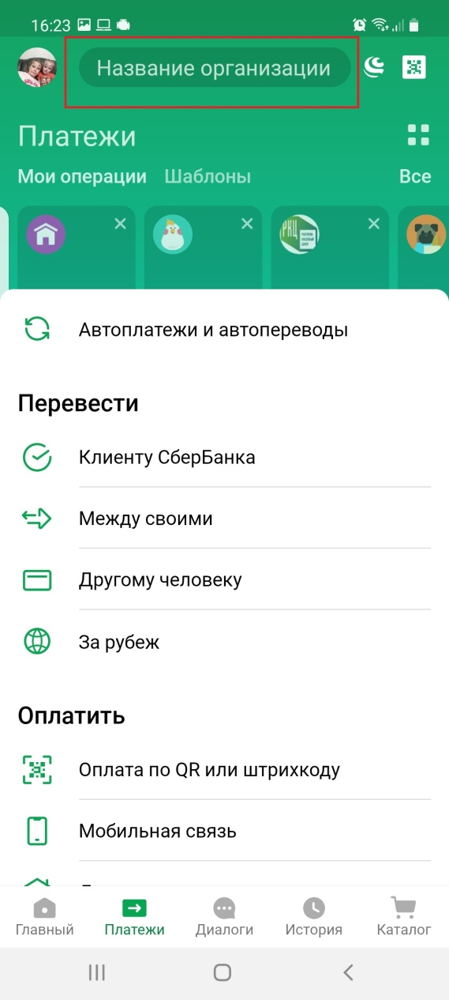 16:23
Название организации
Платежи
Мои операции Шаблоны Все
РКЦ
Автоплатежи и автопереводы
Перевести
Клиенту СберБанка
Между своими
Другому человеку
За рубеж
Оплатить
Оплата по QR или штрихкоду
Мобильная связь
Главный Платежи Диалоги История Каталог